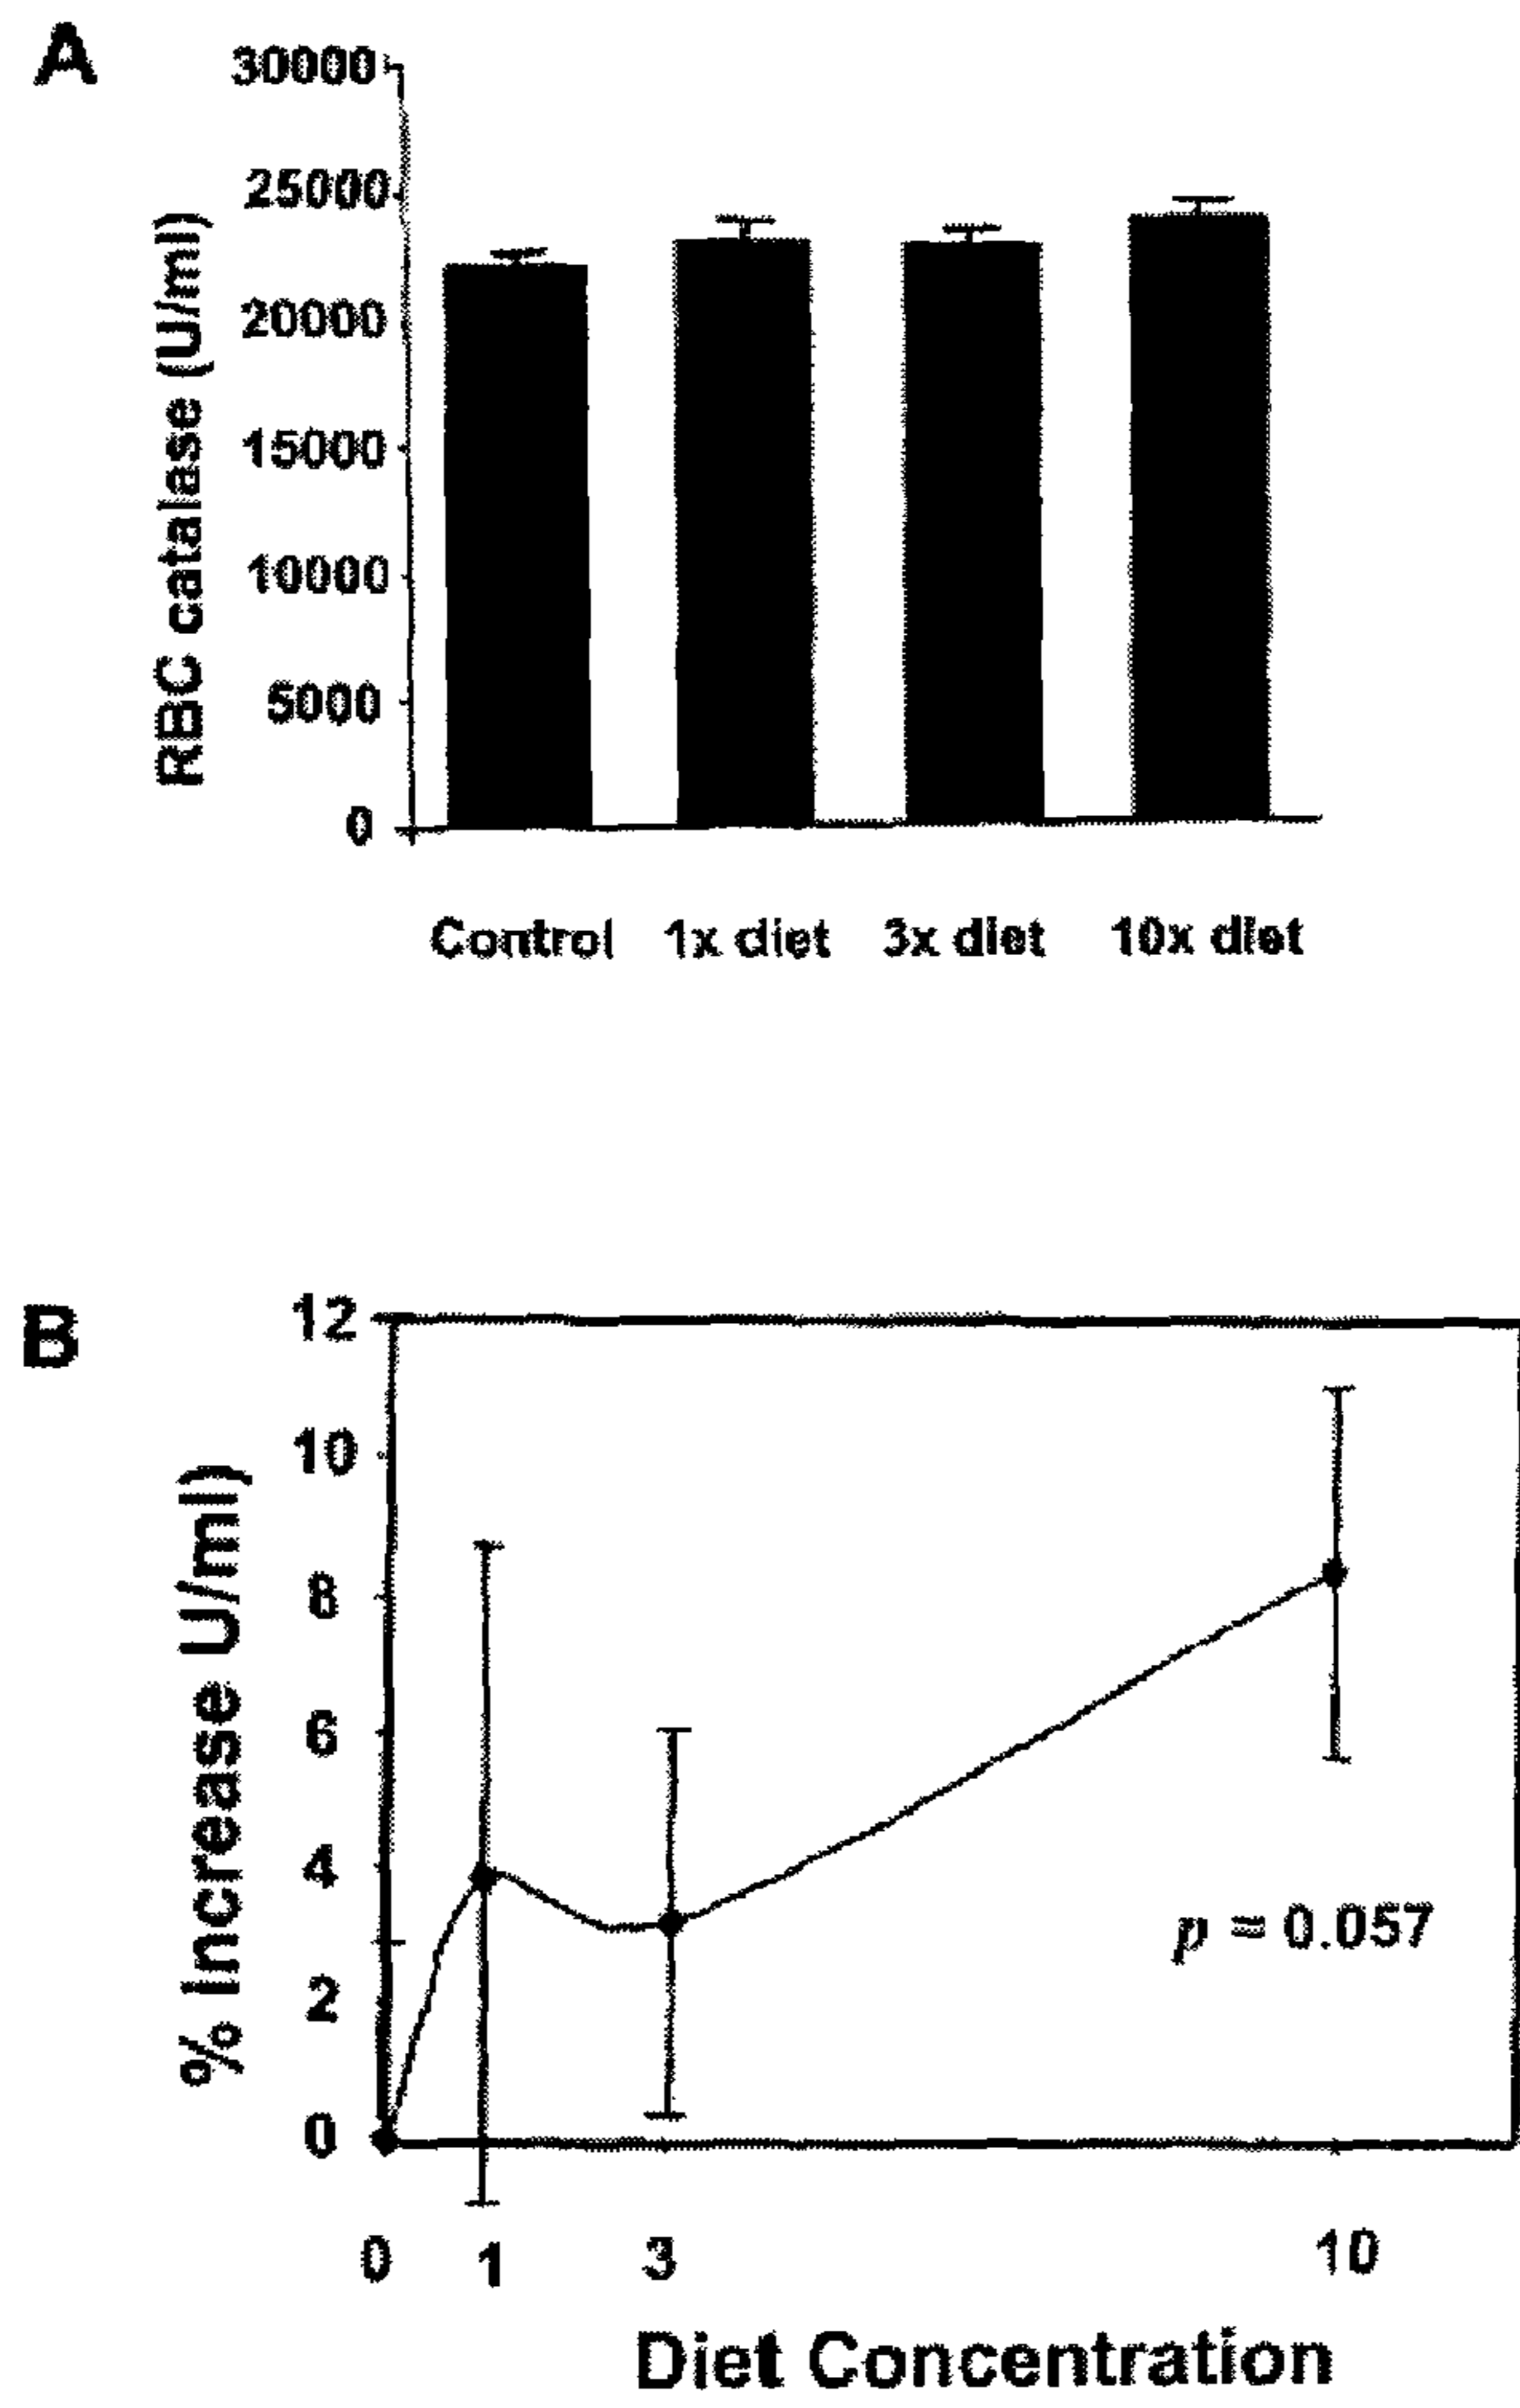 A
30000
25000
20000
15000
10000
5000
0
RBC catalase (U/ml)
Control 1x diet 3x diet 10x diet
B
12
10
8
6
4
2
0
% Increase U/ml)
p = 0.057
0 1 3 10
Diet Concentration